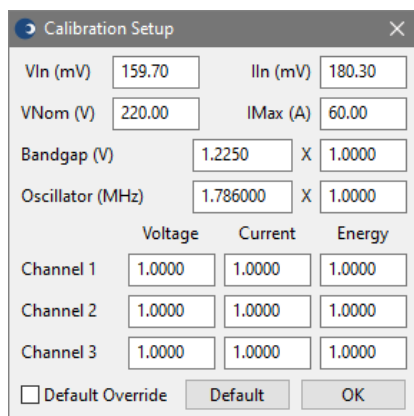 Calibration Setup
VIn (mV) 159.70 IIn (mV) 180.30
VNom (V) 220.00 IMax (A) 60.00
Bandgap (V) 1.2250 X 1.0000
Oscillator (MHz) 1.786000 X 1.0000
Voltage Current Energy
Channel 1 1.0000 1.0000 1.0000
Channel 2 1.0000 1.0000 1.0000
Channel 3 1.0000 1.0000 1.0000
Default Override Default OK